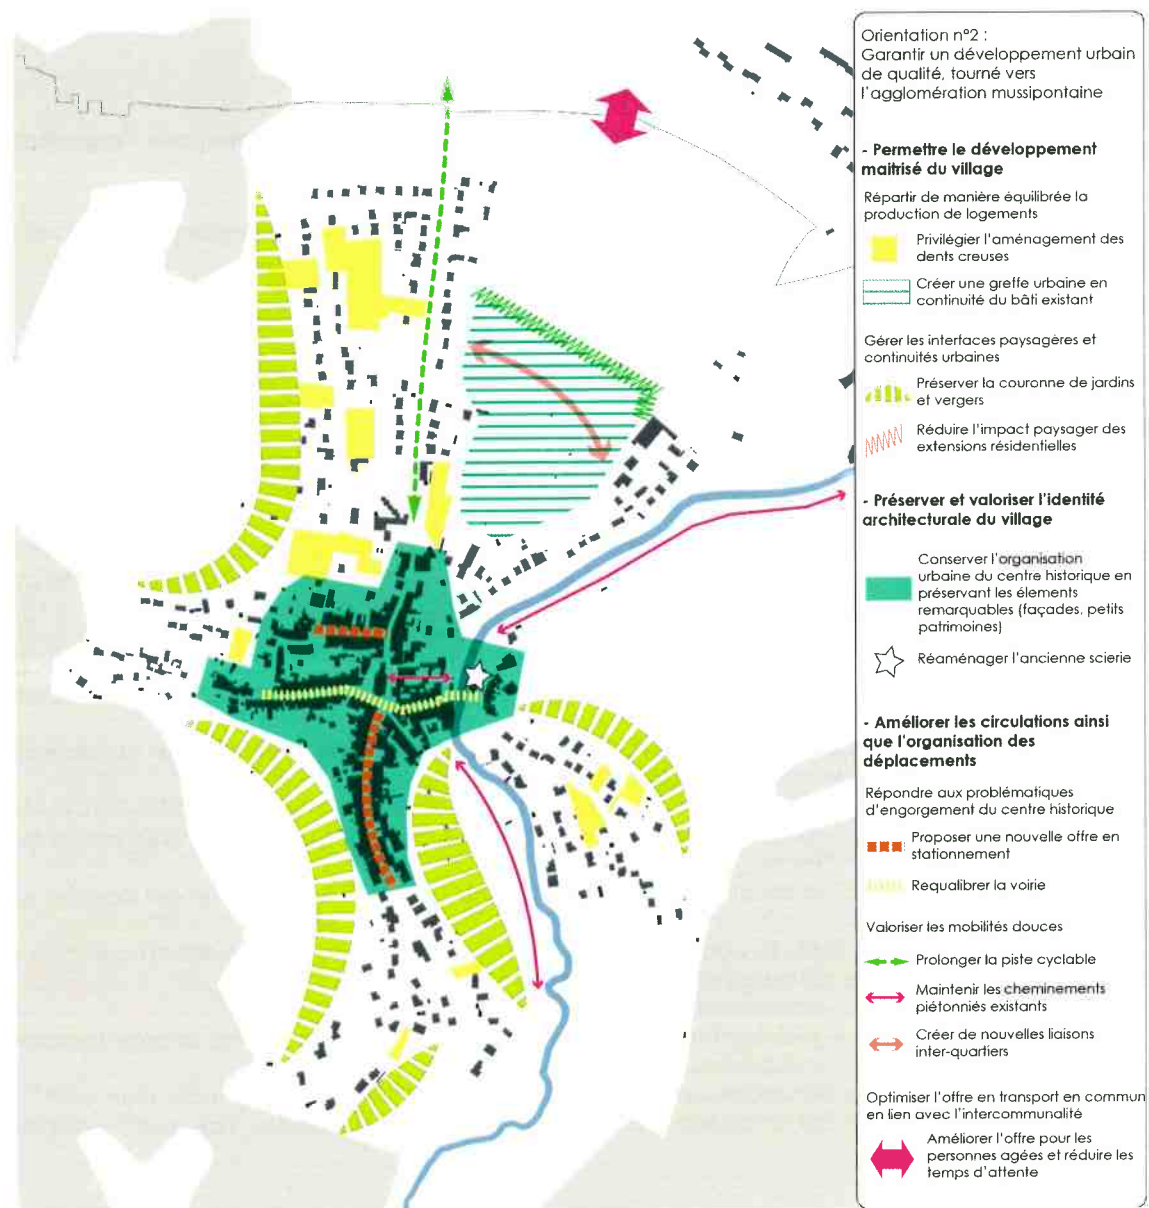 Orientation n°2 :
Garantir un développement urbain
de qualité, tourné vers
l'agglomération mussipontaine
- Permettre le développement
maitrisé du village
Répartir de manière équilibrée la
production de logements
Privilégier l'aménagement des
dents creuses
Créer une greffe urbaine en
continuité du bâti existant
Gérer les interfaces paysagères et
continuités urbaines
Préserver la couronne de jardins
et vergers
Réduire l'impact paysager des
extensions résidentielles
- Préserver et valoriser l'identité
architecturale du village
Conserver l'organisation
urbaine du centre historique en
préservant les élements
remarquables (façades, petits
patrimoines)
Réaménager l'ancienne scierie
- Améliorer les circulations ainsi
que l'organisation des
déplacements
Répondre aux problématiques
d'engorgement du centre historique
Proposer une nouvelle offre en
stationnement
Requalibrer la voirie
Valoriser les mobilités douces
Prolonger la piste cyclable
Maintenir les cheminements
piétonniés existants
Créer de nouvelles liaisons
inter-quartiers
Optimiser l'offre en transport en commun
en lien avec l'intercommunalité
Améliorer l'offre pour les
personnes agées et réduire les
temps d'attente